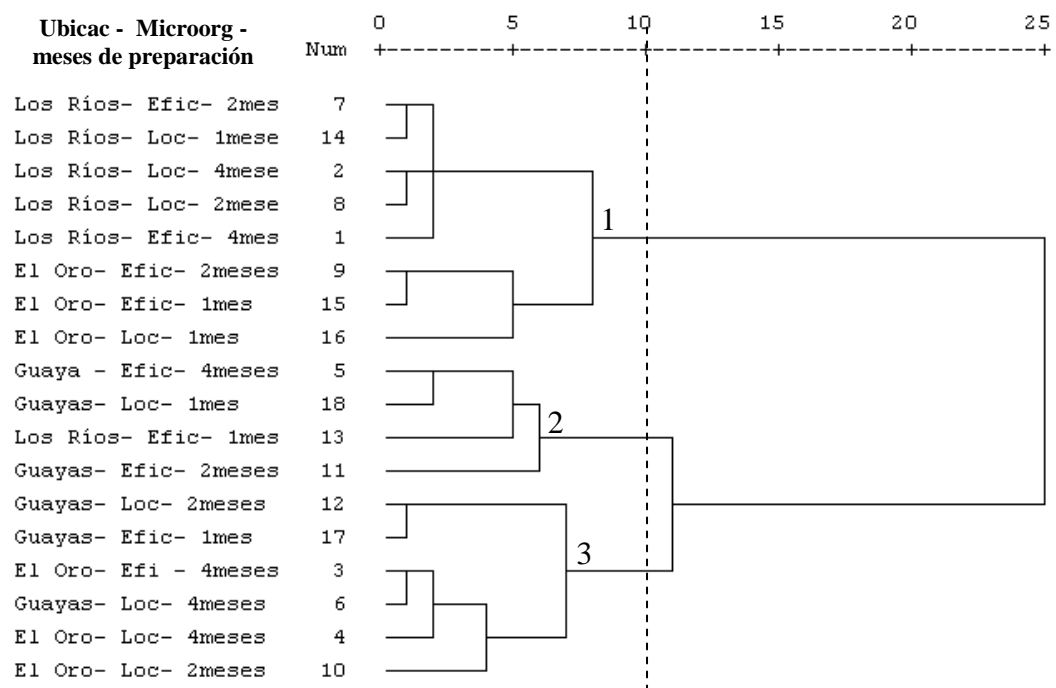 0 5 10 15 20 25
Ubicac - Microorg -
meses de preparación
Num
Los Ríos- Efic- 2mes 7
Los Ríos- Loc- 1mese 14
Los Ríos- Loc- 4mese 2
Los Ríos- Loc- 2mese 8
Los Ríos- Efic- 4mes 1
1
El Oro- Efic- 2meses 9
El Oro- Efic- 1mes 15
El Oro- Loc- 1mes 16
Guaya - Efic- 4meses 5
Guayas- Loc- 1mes 18
2
Los Ríos- Efic- 1mes 13
Guayas- Efic- 2meses 11
Guayas- Loc- 2meses 12
Guayas- Efic- 1mes 17
3
El Oro- Efi - 4meses 3
Guayas- Loc- 4meses 6
El Oro- Loc- 4meses 4
El Oro- Loc- 2meses 10